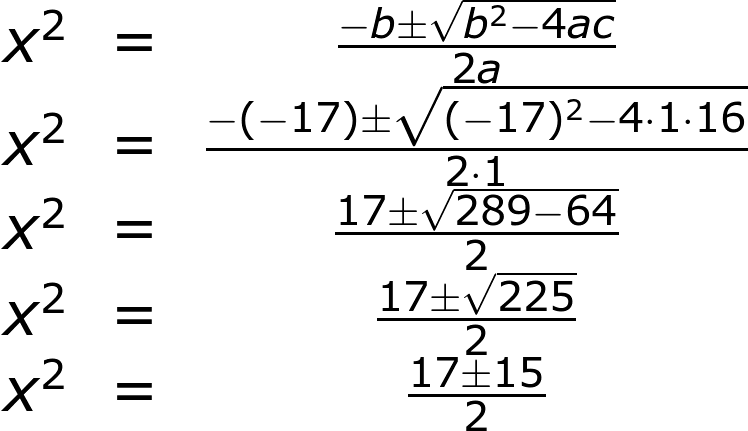 x² = (−b±√(b²−4ac))/(2a)
x² = (−(−17)±√((−17)²−4·1·16))/(2·1)
x² = (17±√(289−64))/2
x² = (17±√225)/2
x² = (17±15)/2